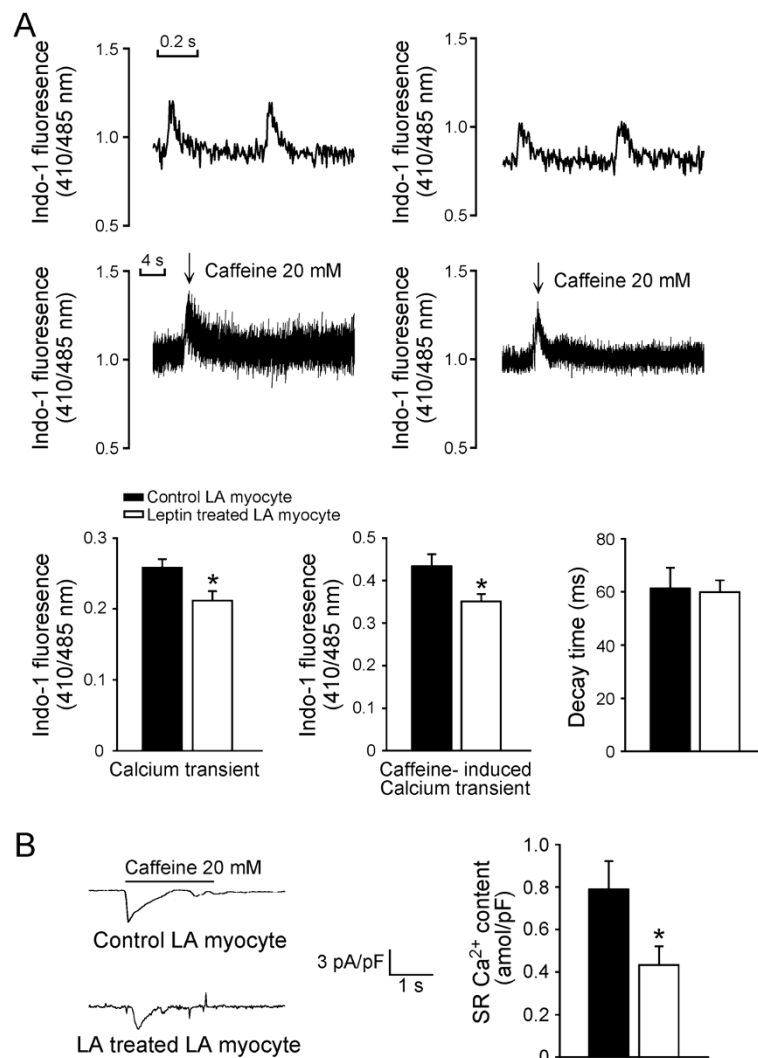 A
0.2 s
Indo-1 fluoresence
(410/485 nm)
1.5
1.0
0.5
Indo-1 fluoresence
(410/485 nm)
1.5
1.0
0.5
4 s
Caffeine 20 mM
Indo-1 fluoresence
(410/485 nm)
1.5
1.0
0.5
Caffeine 20 mM
Indo-1 fluoresence
(410/485 nm)
1.5
1.0
0.5
Control LA myocyte
Leptin treated LA myocyte
Indo-1 fluoresence
(410/485 nm)
0.3
0.2
0.1
0
*
Calcium transient
Indo-1 fluoresence
(410/485 nm)
0.5
0.4
0.3
0.2
0.1
0
*
Caffeine- induced
Calcium transient
Decay time (ms)
80
60
40
20
0
B
Caffeine 20 mM
Control LA myocyte
LA treated LA myocyte
3 pA/pF
1 s
SR Ca²⁺ content
(amol/pF)
1.0
0.8
0.6
0.4
0.2
0
*